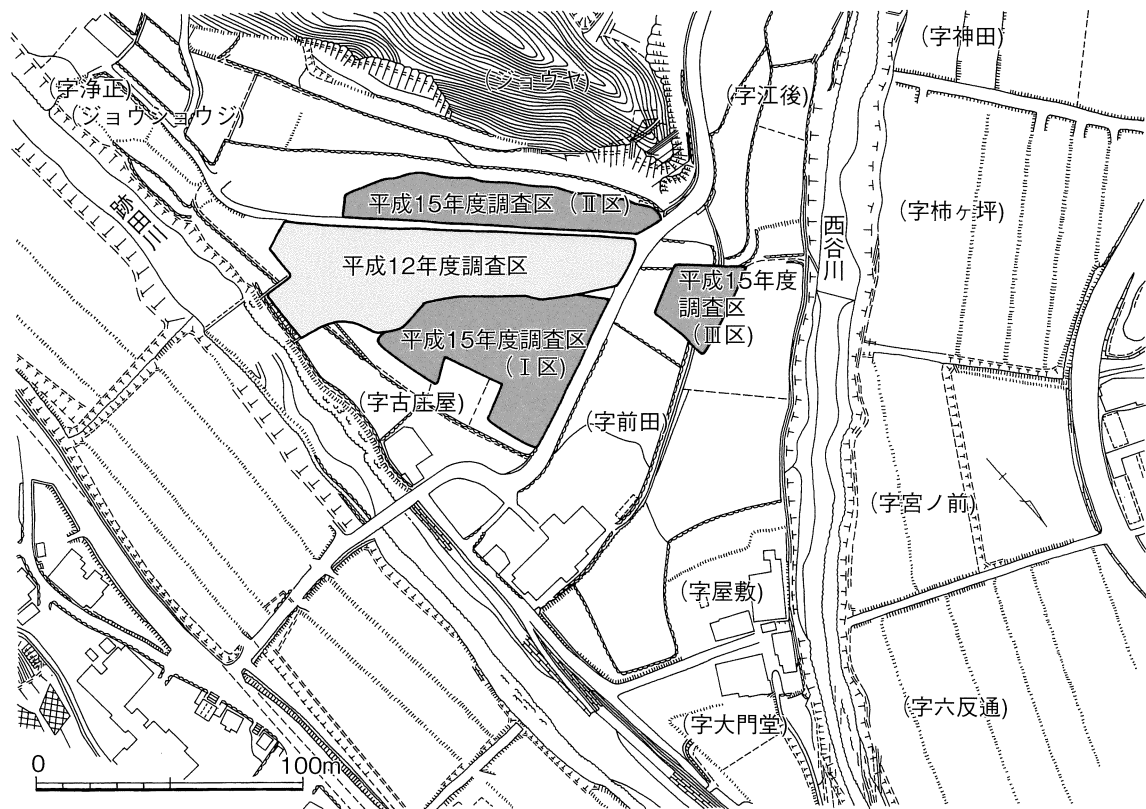 (字神田)
(ジョウヤ)
(字浄正)
(ジョウショウジ)
(字江後)
平成15年度調査区(Ⅱ区)
(字柿ヶ坪)
跡田川
西谷川
平成12年度調査区
平成15年度
調査区
(Ⅲ区)
平成15年度調査区
(Ⅰ区)
(字古庄屋)
(字前田)
(字宮ノ前)
(字屋敷)
(字六反通)
(字大門堂)
0
100m